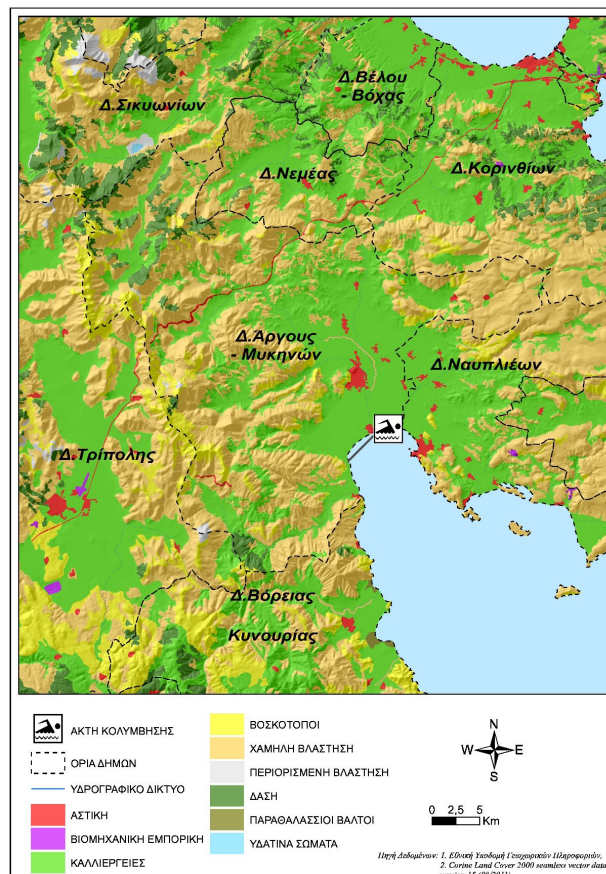 Δ.Βέλου
- Βόχας
Δ.Σικυωνίων
Δ.Νεμέας
Δ.Κορινθίων
Δ.Άργους
- Μυκηνών
Δ.Ναυπλιέων
Δ.Τρίπολης
Δ.Βόρειας
Κυνουρίας
ΑΚΤΗ ΚΟΛΥΜΒΗΣΗΣ
ΟΡΙΑ ΔΗΜΩΝ
ΥΔΡΟΓΡΑΦΙΚΟ ΔΙΚΤΥΟ
ΑΣΤΙΚΗ
ΒΙΟΜΗΧΑΝΙΚΗ ΕΜΠΟΡΙΚΗ
ΚΑΛΛΙΕΡΓΕΙΕΣ
ΒΟΣΚΟΤΟΠΟΙ
ΧΑΜΗΛΗ ΒΛΑΣΤΗΣΗ
ΠΕΡΙΟΡΙΣΜΕΝΗ ΒΛΑΣΤΗΣΗ
ΔΑΣΗ
ΠΑΡΑΘΑΛΑΣΣΙΟΙ ΒΑΛΤΟΙ
ΥΔΑΤΙΝΑ ΣΩΜΑΤΑ
N
W E
S
0 2,5 5
Km
Πηγή Δεδομένων: 1. Εθνική Υποδομή Γεωχωρικών Πληροφοριών,
2. Corine Land Cover 2000 seamless vector data